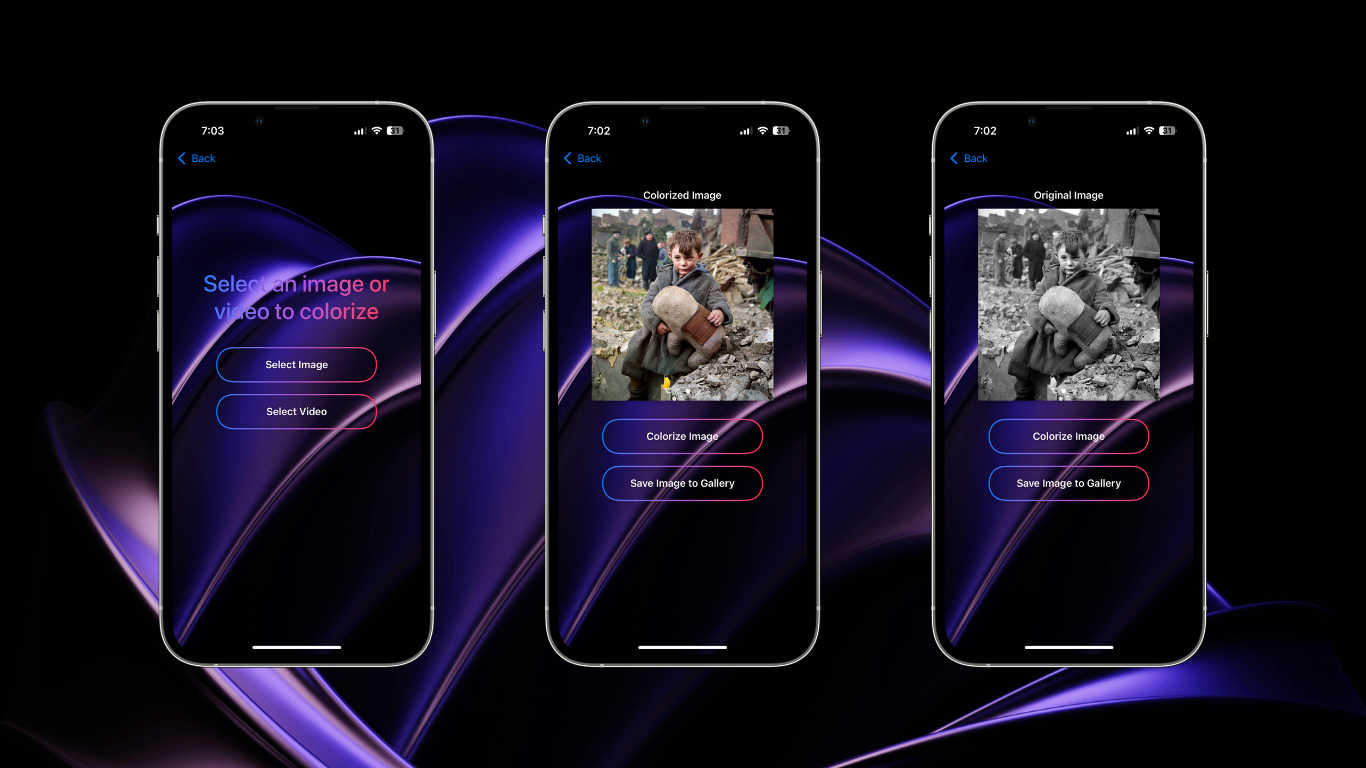 7:03
31
Back
Select an image or
video to colorize
Select Image
Select Video
7:02
31
Back
Colorized Image
Colorize Image
Save Image to Gallery
7:02
31
Back
Original Image
Colorize Image
Save Image to Gallery